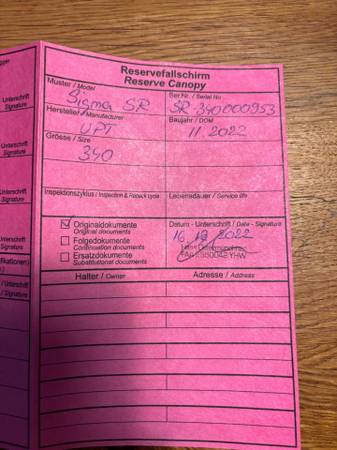 Reservefallschirm
Reserve Canopy
Muster / Model
Sigma SR
Ser.Nr. / Serial No
SR 340000953
Hersteller / Manufacturer
UPT
Baujahr / DOM
11.2022
Grösse / Size
340
Inspektionszyklus / Inspection & Repack cycle
Lebensdauer / Service life
Originaldokumente
Original documents
Folgedokumente
Continuation documents
Ersatzdokumente
Substitutional documents
Datum - Unterschrift / Date - Signature
2022
Halter / Owner
Adresse / Address
Unterschrift
Signature
Unterschrift
Signature
Unterschrift
Signature
Unterschrift
Signature
/ Signature